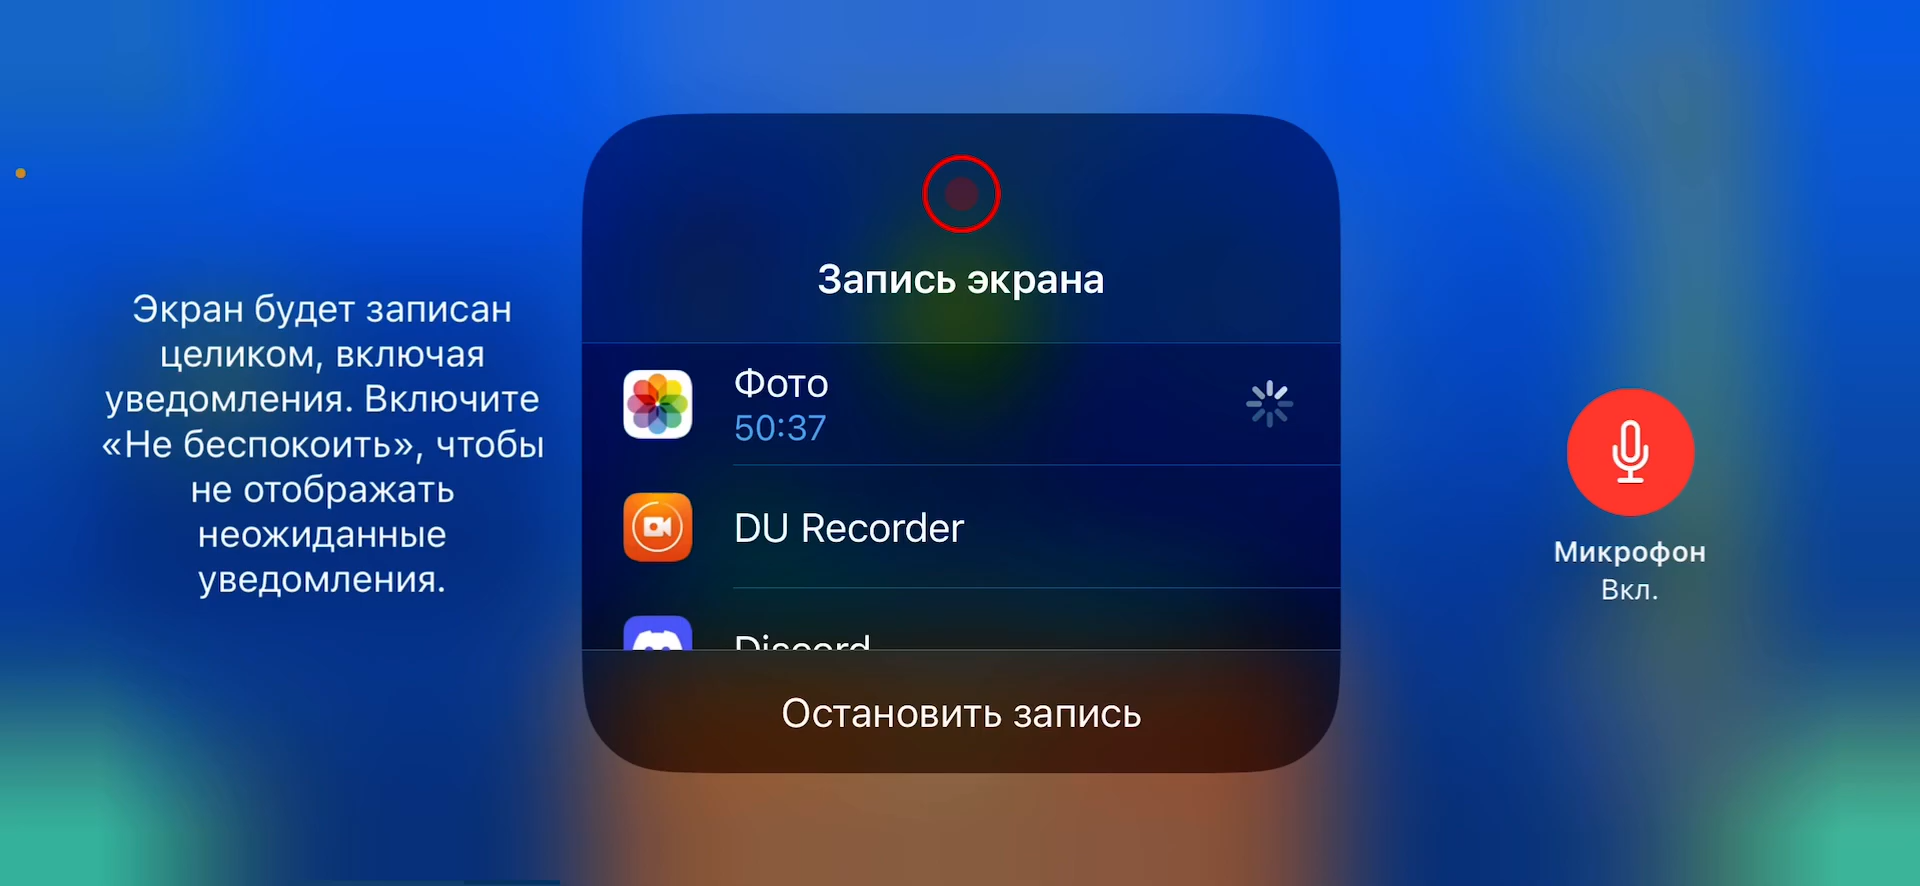 Экран будет записан
целиком, включая
уведомления. Включите
«Не беспокоить», чтобы
не отображать
неожиданные
уведомления.
Запись экрана
Фото
50:37
DU Recorder
Discord
Остановить запись
Микрофон
Вкл.